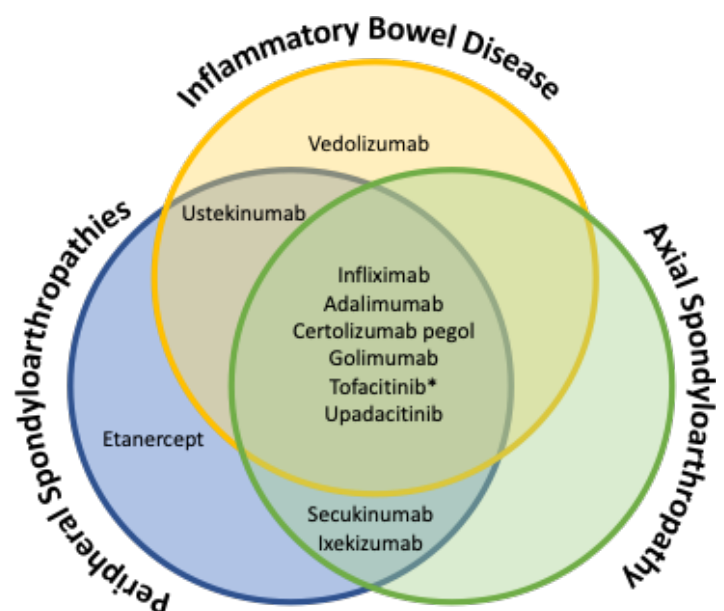 Inflammatory Bowel Disease
Vedolizumab
Ustekinumab
Peripheral Spondyloarthropathies
Axial Spondyloarthropathy
Infliximab
Adalimumab
Certolizumab pegol
Golimumab
Tofacitinib*
Upadacitinib
Etanercept
Secukinumab
Ixekizumab